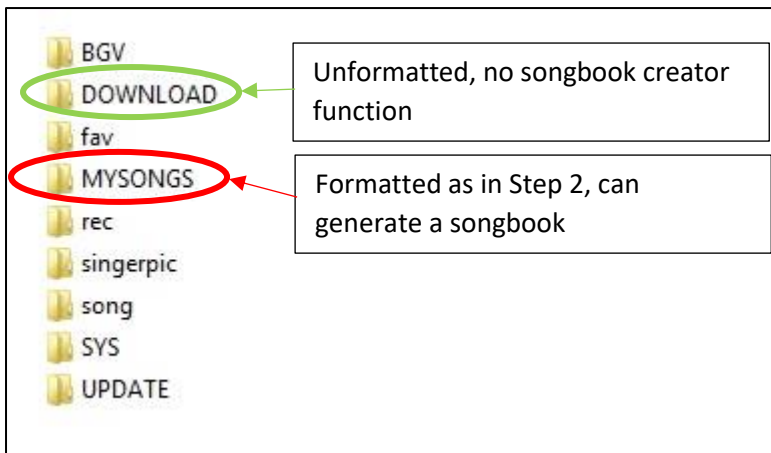 BGV
DOWNLOAD
fav
MYSONGS
rec
singerpic
song
SYS
UPDATE
Unformatted, no songbook creator
function
Formatted as in Step 2, can
generate a songbook